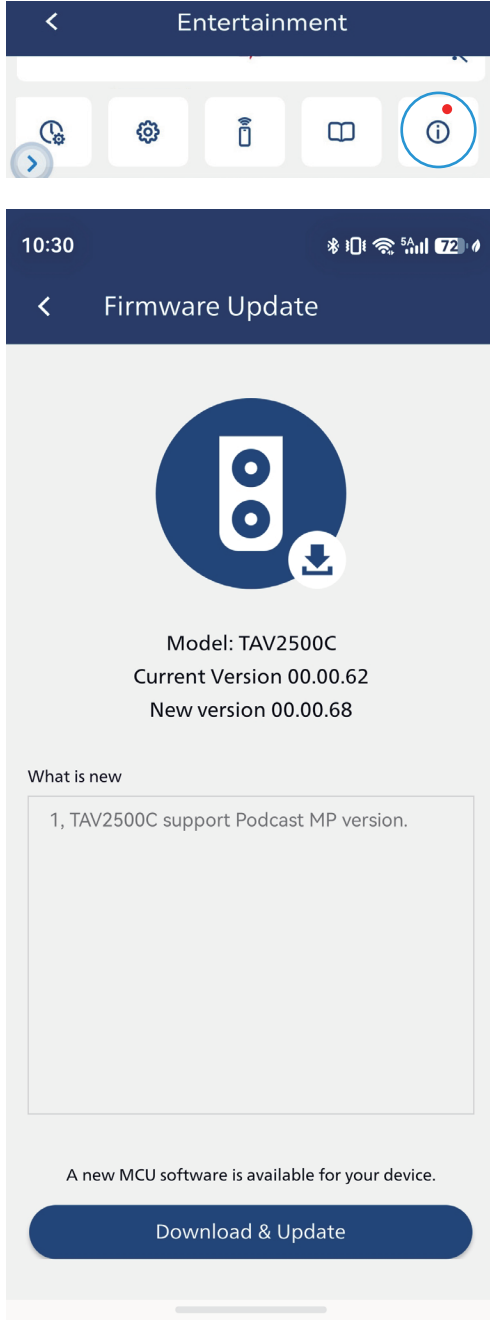 Entertainment
10:30
5A
72
Firmware Update
Model: TAV2500C
Current Version 00.00.62
New version 00.00.68
What is new
1, TAV2500C support Podcast MP version.
A new MCU software is available for your device.
Download & Update